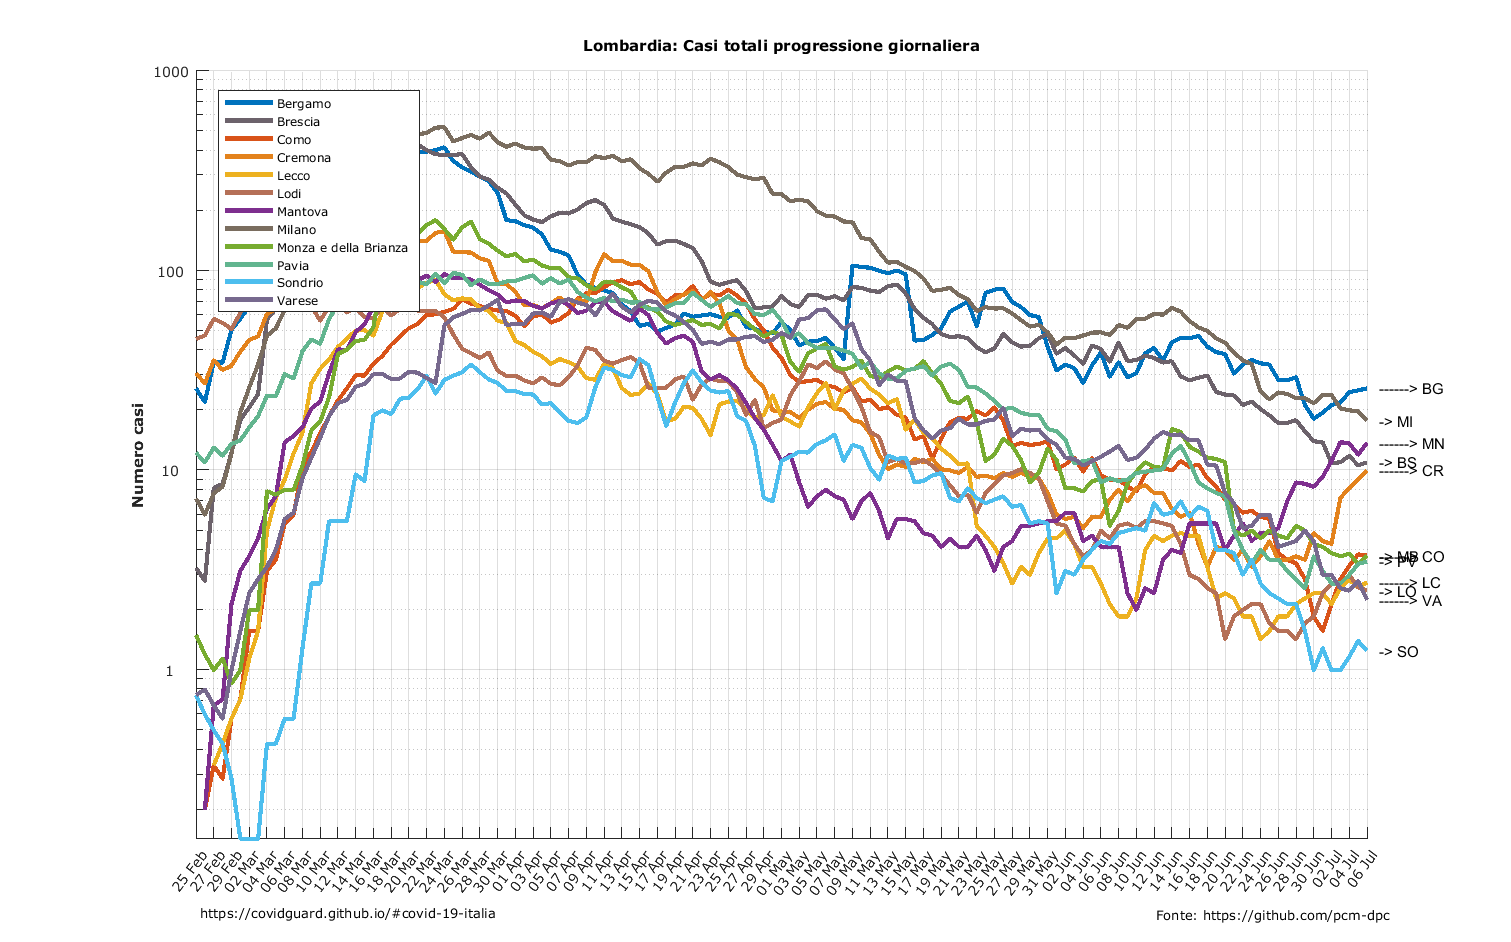 Lombardia: Casi totali progressione giornaliera
1000
100
10
1
Numero casi
Bergamo
Brescia
Como
Cremona
Lecco
Lodi
Mantova
Milano
Monza e della Brianza
Pavia
Sondrio
Varese
------> BG
-> MI
------> MN
-> BS
------> CR
------> CO
-> MB
-> PV
------> LC
-> LO
------> VA
-> SO
25 Feb
27 Feb
29 Feb
02 Mar
04 Mar
06 Mar
08 Mar
10 Mar
12 Mar
14 Mar
16 Mar
18 Mar
20 Mar
22 Mar
24 Mar
26 Mar
28 Mar
30 Mar
01 Apr
03 Apr
05 Apr
07 Apr
09 Apr
11 Apr
13 Apr
15 Apr
17 Apr
19 Apr
21 Apr
23 Apr
25 Apr
27 Apr
29 Apr
01 May
03 May
05 May
07 May
09 May
11 May
13 May
15 May
17 May
19 May
21 May
23 May
25 May
27 May
29 May
31 May
02 Jun
04 Jun
06 Jun
08 Jun
10 Jun
12 Jun
14 Jun
16 Jun
18 Jun
20 Jun
22 Jun
24 Jun
26 Jun
28 Jun
30 Jun
02 Jul
04 Jul
06 Jul
https://covidguard.github.io/#covid-19-italia
Fonte: https://github.com/pcm-dpc